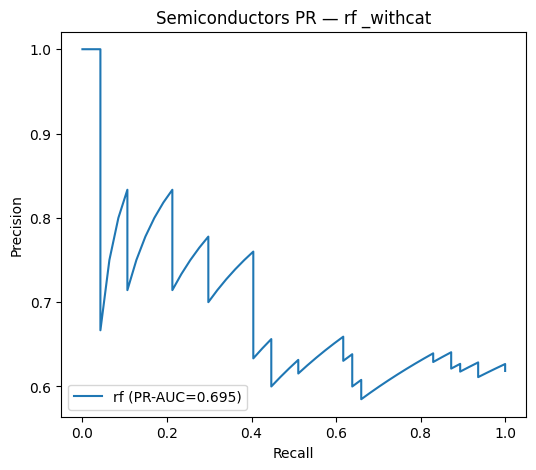 Semiconductors PR — rf _withcat
Precision
1.0
0.9
0.8
0.7
0.6
rf (PR-AUC=0.695)
0.0 0.2 0.4 0.6 0.8 1.0
Recall